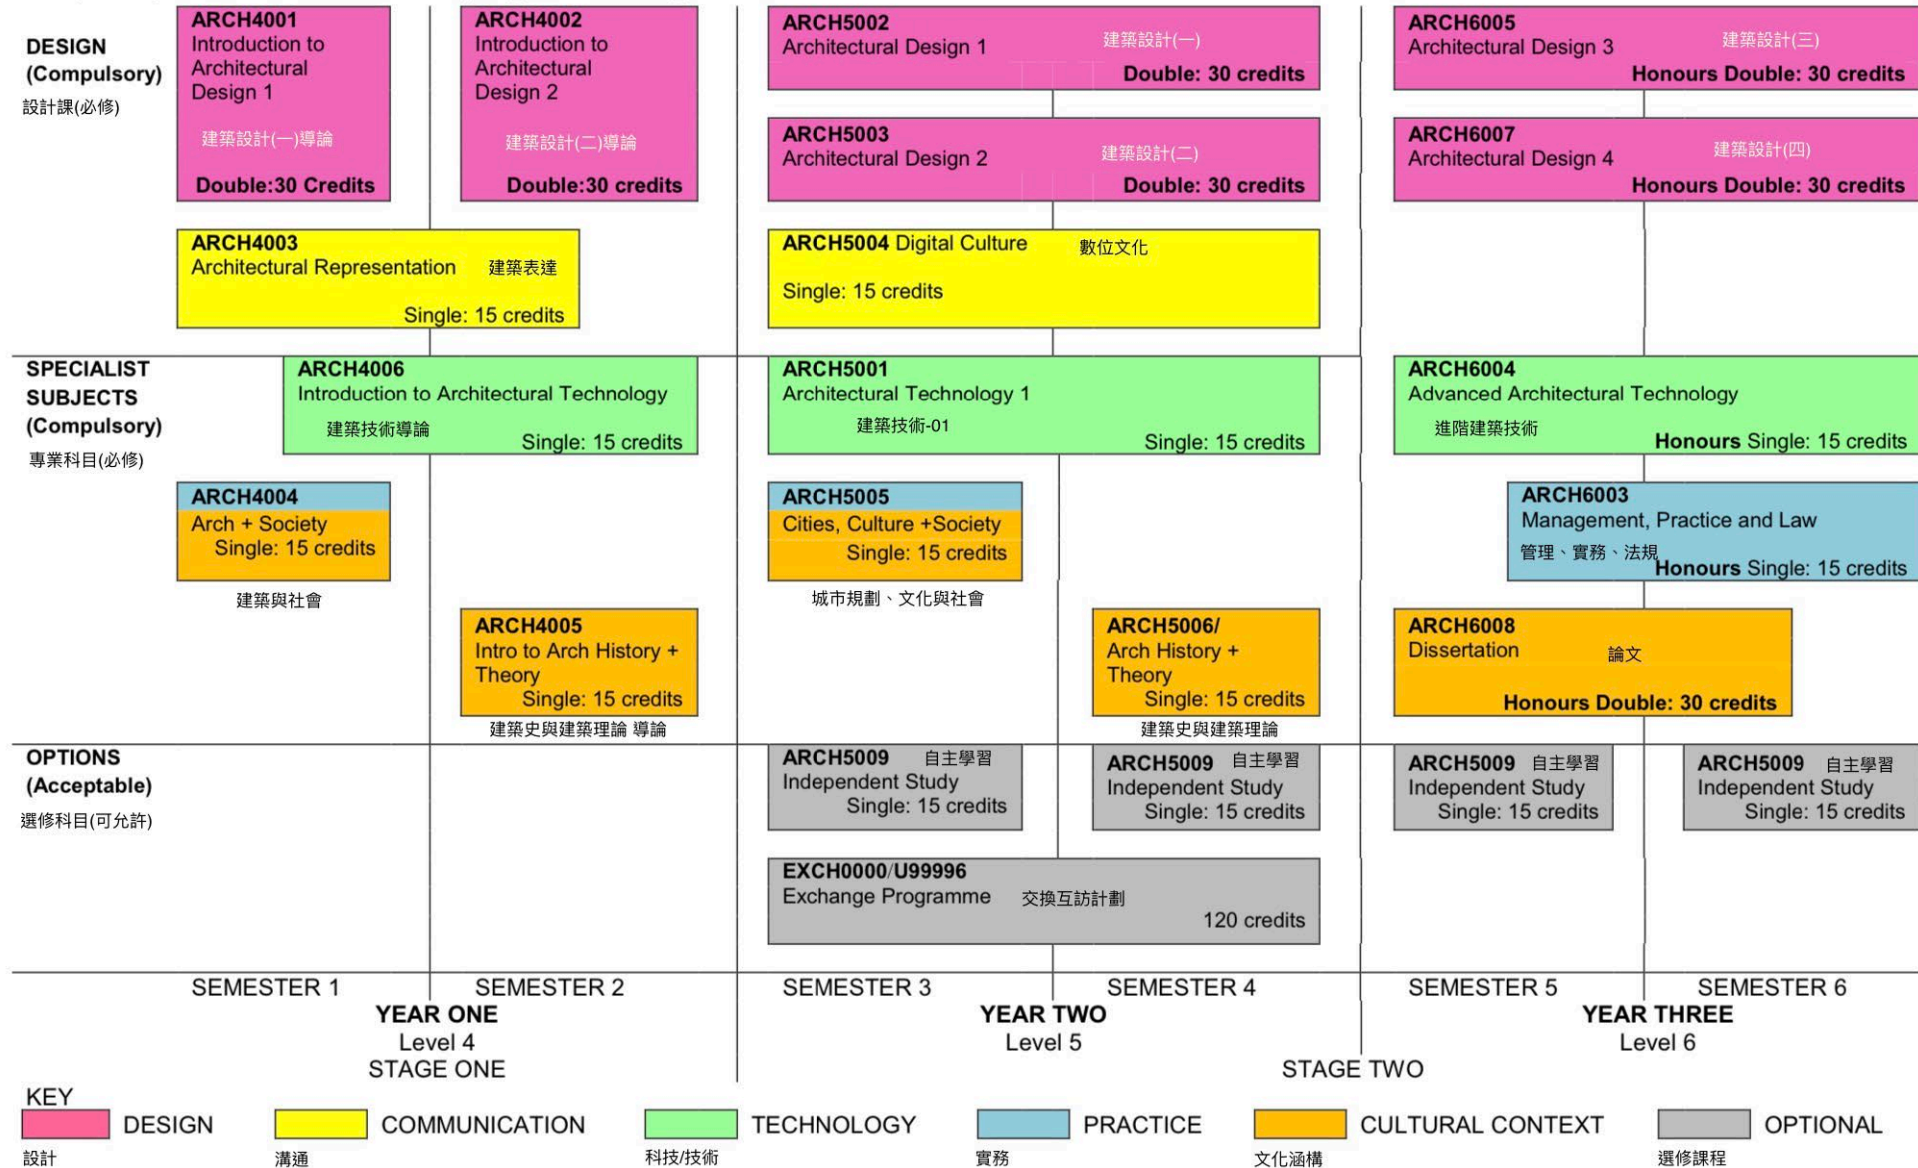 DESIGN
(Compulsory)
設計課(必修)
ARCH4001
Introduction to
Architectural
Design 1
建築設計(一)導論
Double:30 Credits
ARCH4002
Introduction to
Architectural
Design 2
建築設計(二)導論
Double:30 credits
ARCH5002
Architectural Design 1
建築設計(一)
Double: 30 credits
ARCH6005
Architectural Design 3
建築設計(三)
Honours Double: 30 credits
ARCH5003
Architectural Design 2
建築設計(二)
Double: 30 credits
ARCH6007
Architectural Design 4
建築設計(四)
Honours Double: 30 credits
ARCH4003
Architectural Representation 建築表達
Single: 15 credits
ARCH5004 Digital Culture 數位文化
Single: 15 credits
SPECIALIST
SUBJECTS
(Compulsory)
專業科目(必修)
ARCH4006
Introduction to Architectural Technology
建築技術導論
Single: 15 credits
ARCH5001
Architectural Technology 1
建築技術-01
Single: 15 credits
ARCH6004
Advanced Architectural Technology
進階建築技術
Honours Single: 15 credits
ARCH4004
Arch + Society
Single: 15 credits
建築與社會
ARCH5005
Cities, Culture +Society
Single: 15 credits
城市規劃、文化與社會
ARCH6003
Management, Practice and Law
管理、實務、法規
Honours Single: 15 credits
ARCH4005
Intro to Arch History +
Theory
Single: 15 credits
建築史與建築理論 導論
ARCH5006/
Arch History +
Theory
Single: 15 credits
建築史與建築理論
ARCH6008
Dissertation 論文
Honours Double: 30 credits
OPTIONS
(Acceptable)
選修科目(可允許)
ARCH5009 自主學習
Independent Study
Single: 15 credits
ARCH5009 自主學習
Independent Study
Single: 15 credits
ARCH5009 自主學習
Independent Study
Single: 15 credits
ARCH5009 自主學習
Independent Study
Single: 15 credits
EXCH0000/U99996
Exchange Programme 交換互訪計劃
120 credits
SEMESTER 1
SEMESTER 2
SEMESTER 3
SEMESTER 4
SEMESTER 5
SEMESTER 6
YEAR ONE
Level 4
STAGE ONE
YEAR TWO
Level 5
YEAR THREE
Level 6
STAGE TWO
KEY
DESIGN
設計
COMMUNICATION
溝通
TECHNOLOGY
科技/技術
PRACTICE
實務
CULTURAL CONTEXT
文化涵構
OPTIONAL
選修課程